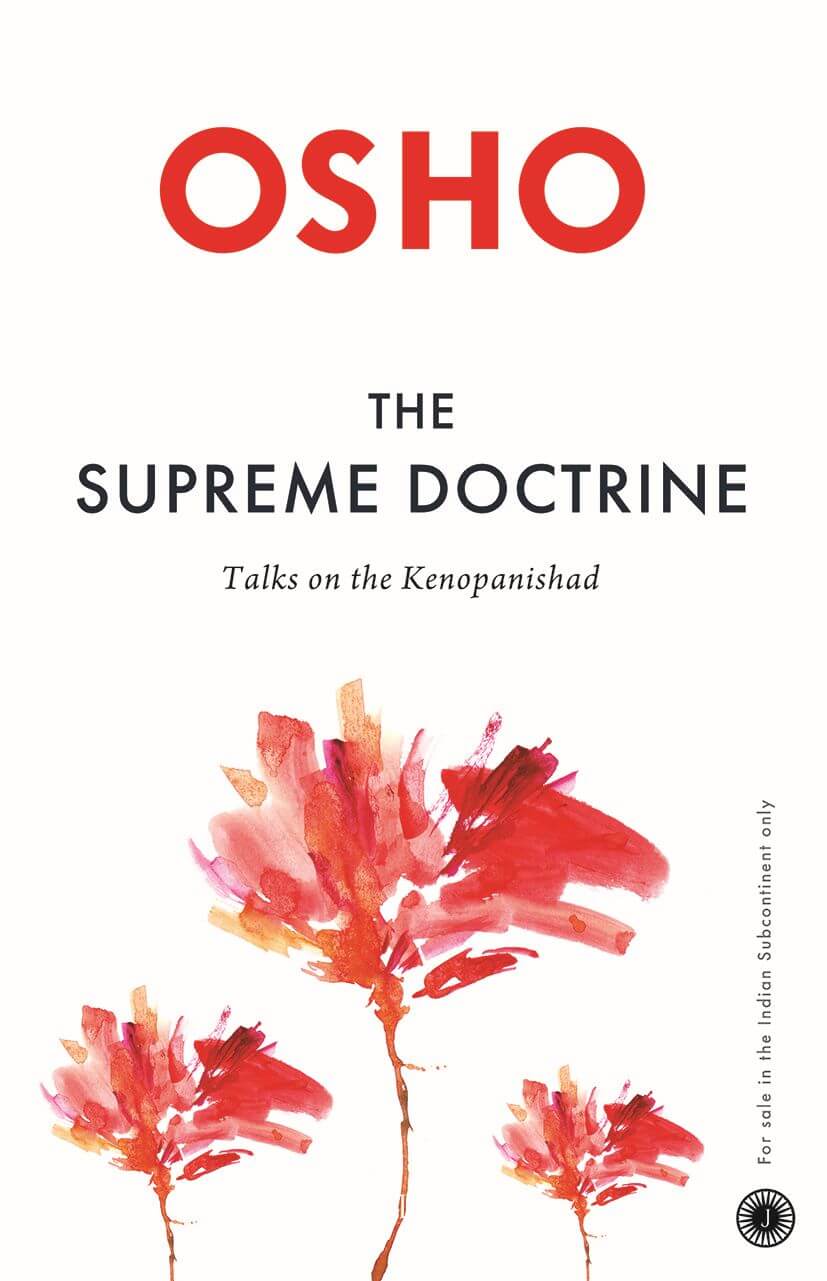 OSHO
THE
SUPREME DOCTRINE
Talks on the Kenopanishad
For sale in the Indian Subcontinent only
J